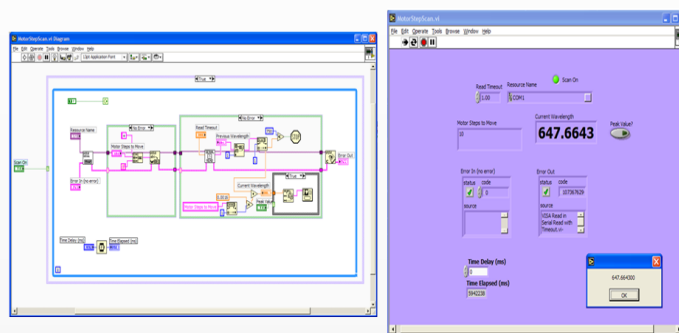 MotorStepScan.vi Diagram
File Edit Operate Tools Browse Window Help
13pt Application Font
True
Resource Name
No Error
Motor Steps to Move
No Error
Read Timeout
Previous Wavelength
Scan On
Error In (no error)
Error Out
Current Wavelength
True
Peak Value?
Motor Steps to Move
Time Delay (ms)
Time Elapsed (ms)
MotorStepScan.vi
File Edit Operate Tools Browse Window Help
Scan On
Read Timeout
Resource Name
1.00
COM1
Motor Steps to Move
Current Wavelength
Peak Value?
10
647.6643
Error In (no error)
Error Out
status code
status code
0
source
source
VISA Read in
Serial Read with
Timeout.vi-
Time Delay (ms)
0
Time Elapsed (ms)
647.664300
OK